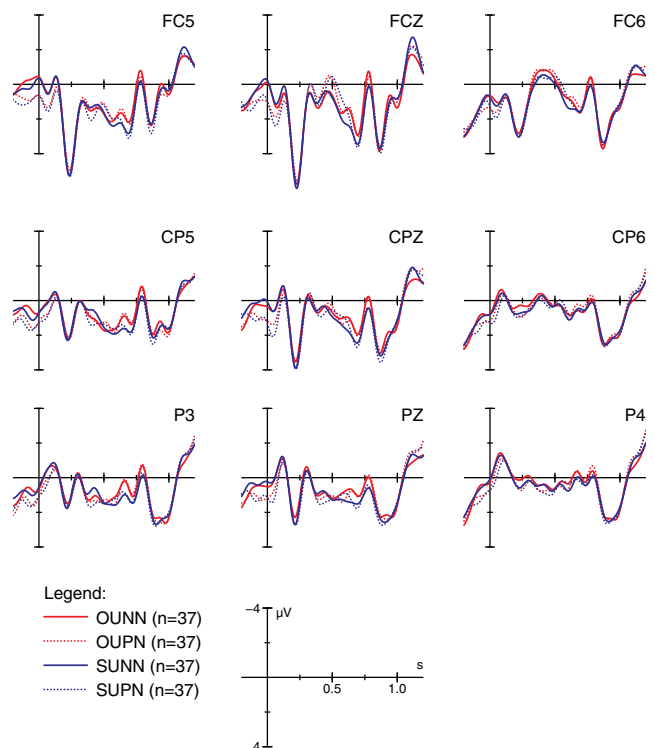 FC5 FCZ FC6
CP5 CPZ CP6
P3 PZ P4
Legend:
OUNN (n=37)
OUPN (n=37)
SUNN (n=37)
SUPN (n=37)
−4
μV
s
0.5 1.0
4